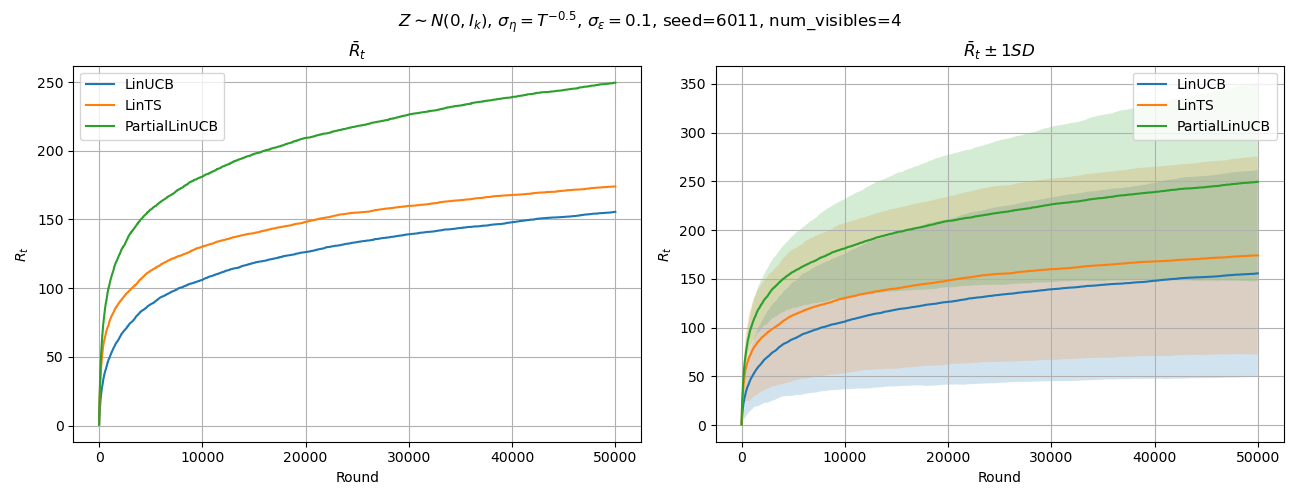 Z ∼ N(0, I_k), σ_η = T^{−0.5}, σ_ε = 0.1, seed=6011, num_visibles=4
R̄_t
R_t
250
200
150
100
50
0
LinUCB
LinTS
PartialLinUCB
0 10000 20000 30000 40000 50000
Round
R̄_t ± 1SD
R_t
350
300
250
200
150
100
50
0
LinUCB
LinTS
PartialLinUCB
0 10000 20000 30000 40000 50000
Round